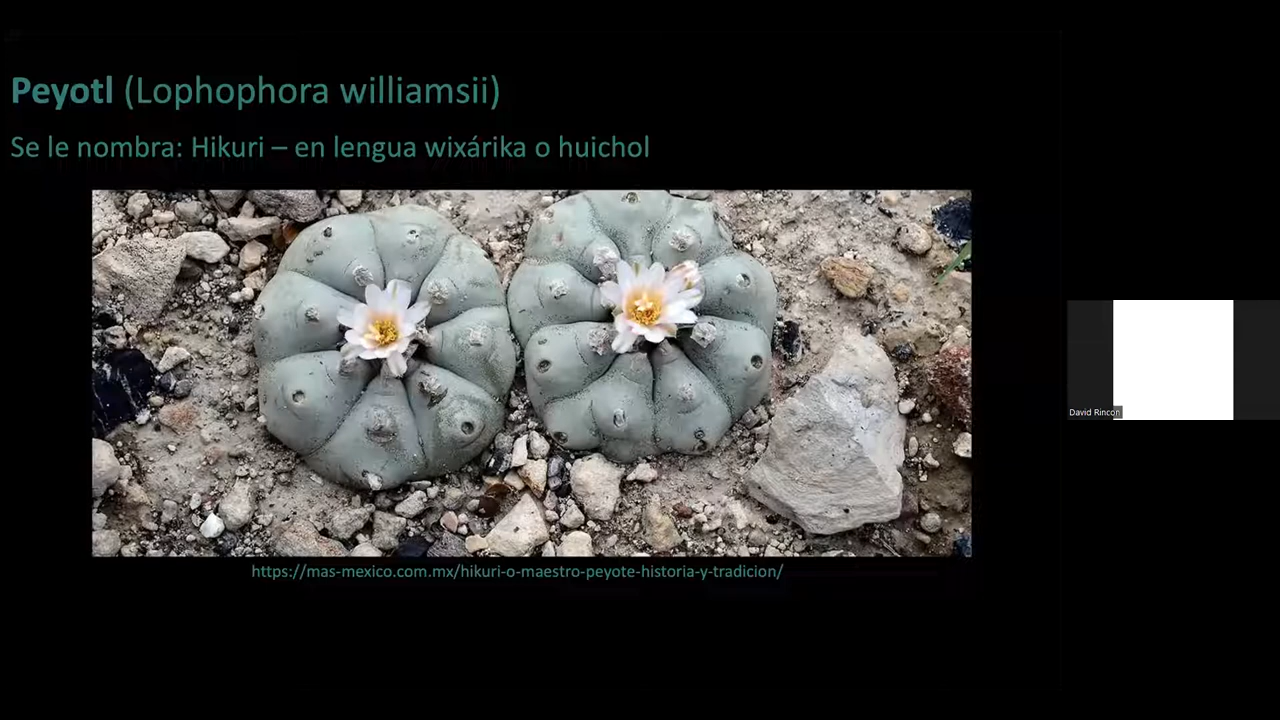 Peyotl (Lophophora williamsii)
Se le nombra: Hikuri – en lengua wixárika o huichol
https://mas-mexico.com.mx/hikuri-o-maestro-peyote-historia-y-tradicion/
David Rincon